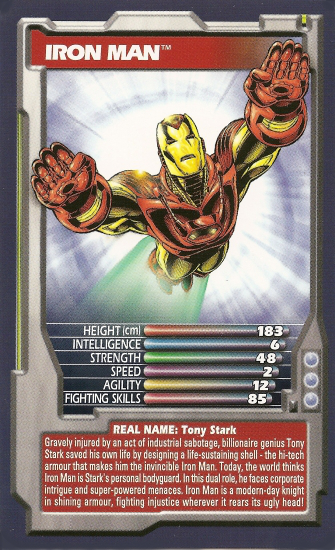 IRON MAN™
HEIGHT (cm) 183
INTELLIGENCE 6
STRENGTH 48
SPEED 2
AGILITY 12
FIGHTING SKILLS 85
REAL NAME: Tony Stark
Gravely injured by an act of industrial sabotage, billionaire genius Tony
Stark saved his own life by designing a life-sustaining shell - the hi-tech
armour that makes him the invincible Iron Man. Today, the world thinks
Iron Man is Stark's personal bodyguard. In this dual role, he faces corporate
intrigue and super-powered menaces. Iron Man is a modern-day knight
in shining armour, fighting injustice wherever it rears its ugly head!